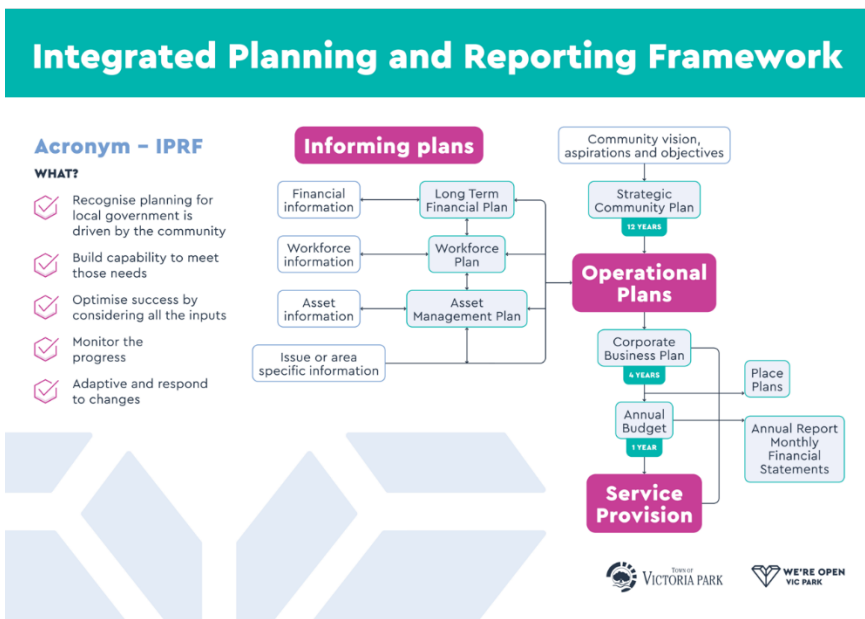 Integrated Planning and Reporting Framework
Acronym – IPRF
WHAT?
Recognise planning for
local government is
driven by the community
Build capability to meet
those needs
Optimise success by
considering all the inputs
Monitor the
progress
Adaptive and respond
to changes
Informing plans
Financial
information
Long Term
Financial Plan
Workforce
information
Workforce
Plan
Asset
information
Asset
Management Plan
Issue or area
specific information
Community vision,
aspirations and objectives
Strategic
Community Plan
12 YEARS
Operational
Plans
Corporate
Business Plan
4 YEARS
Place
Plans
Annual
Budget
1 YEAR
Annual Report
Monthly
Financial
Statements
Service
Provision
TOWN OF
VICTORIA PARK
WE'RE OPEN
VIC PARK